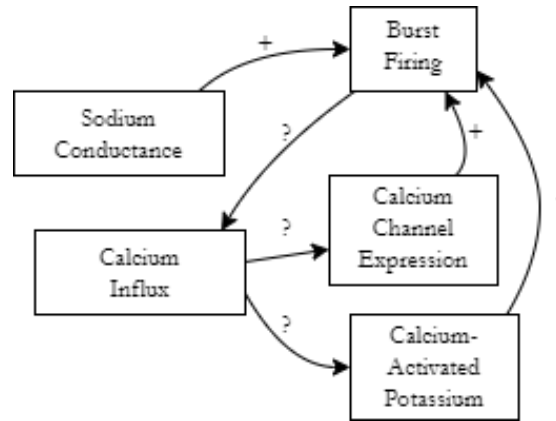 Burst
Firing
+
Sodium
Conductance
?
+
Calcium
Channel
Expression
?
Calcium
Influx
?
Calcium-
Activated
Potassium